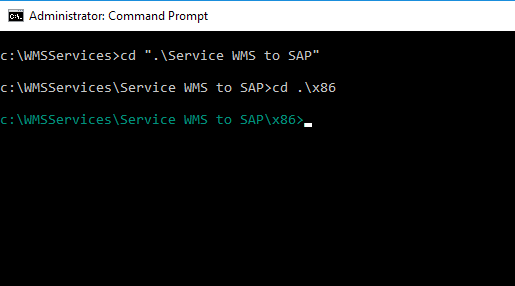 Administrator: Command Prompt
c:\WMSServices>cd ".\Service WMS to SAP"
c:\WMSServices\Service WMS to SAP>cd .\x86
c:\WMSServices\Service WMS to SAP\x86>